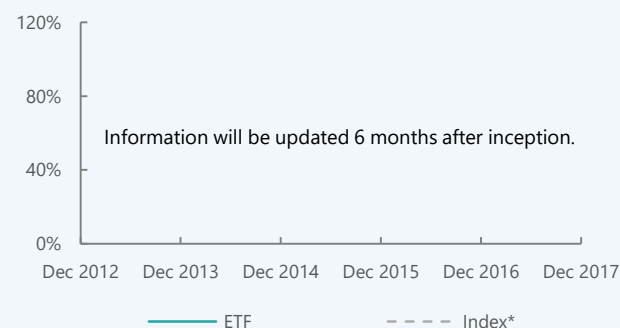 120%
80%
Information will be updated 6 months after inception.
40%
0%
Dec 2012 Dec 2013 Dec 2014 Dec 2015 Dec 2016 Dec 2017
ETF Index*